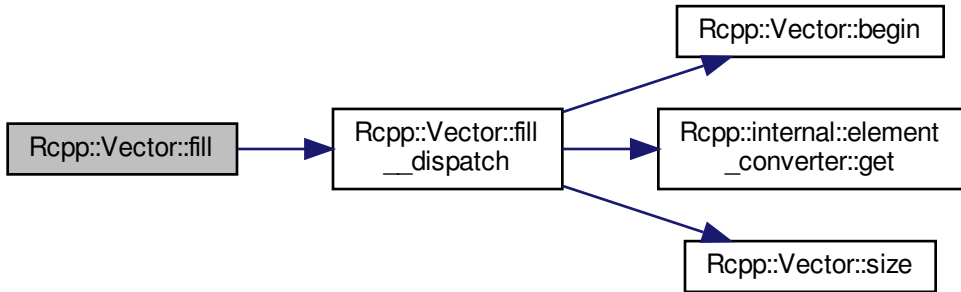 Rcpp::Vector::fill
Rcpp::Vector::fill
__dispatch
Rcpp::Vector::begin
Rcpp::internal::element
_converter::get
Rcpp::Vector::size